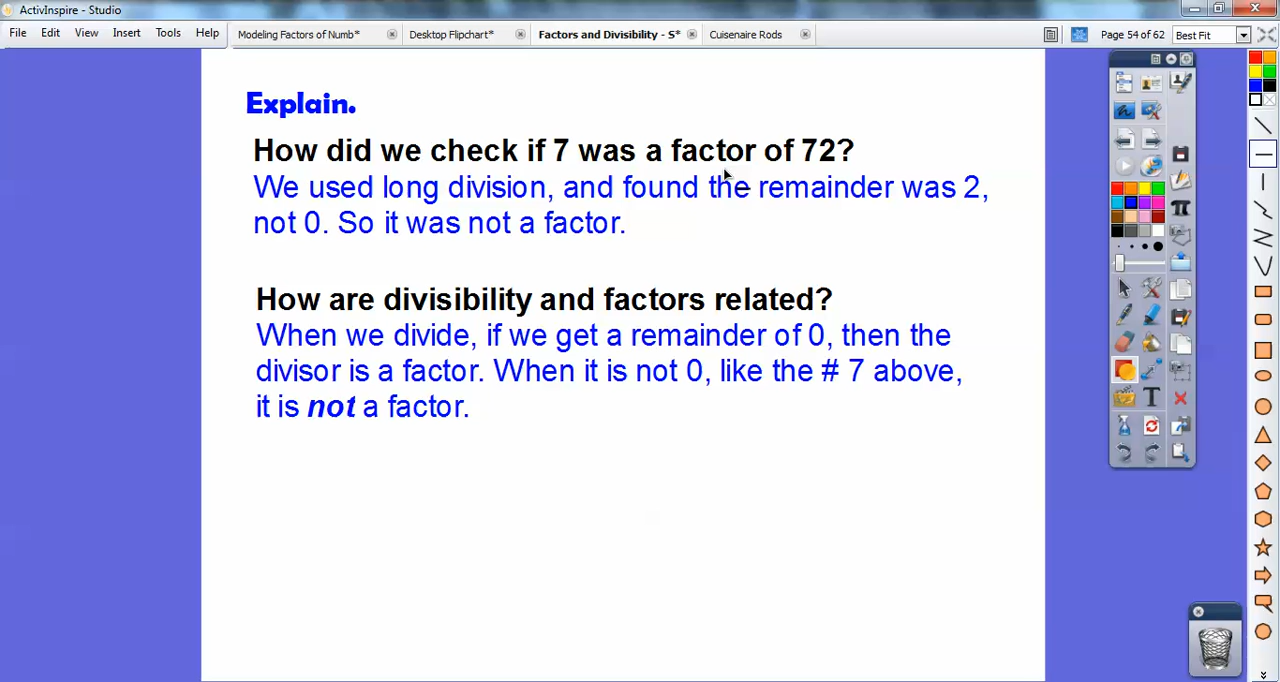 ActivInspire - Studio
File Edit View Insert Tools Help
Modeling Factors of Numb* Desktop Flipchart* Factors and Divisibility - S* Cuisenaire Rods
Page 54 of 62 Best Fit
Explain.
How did we check if 7 was a factor of 72?
We used long division, and found the remainder was 2,
not 0. So it was not a factor.
How are divisibility and factors related?
When we divide, if we get a remainder of 0, then the
divisor is a factor. When it is not 0, like the # 7 above,
it is not a factor.